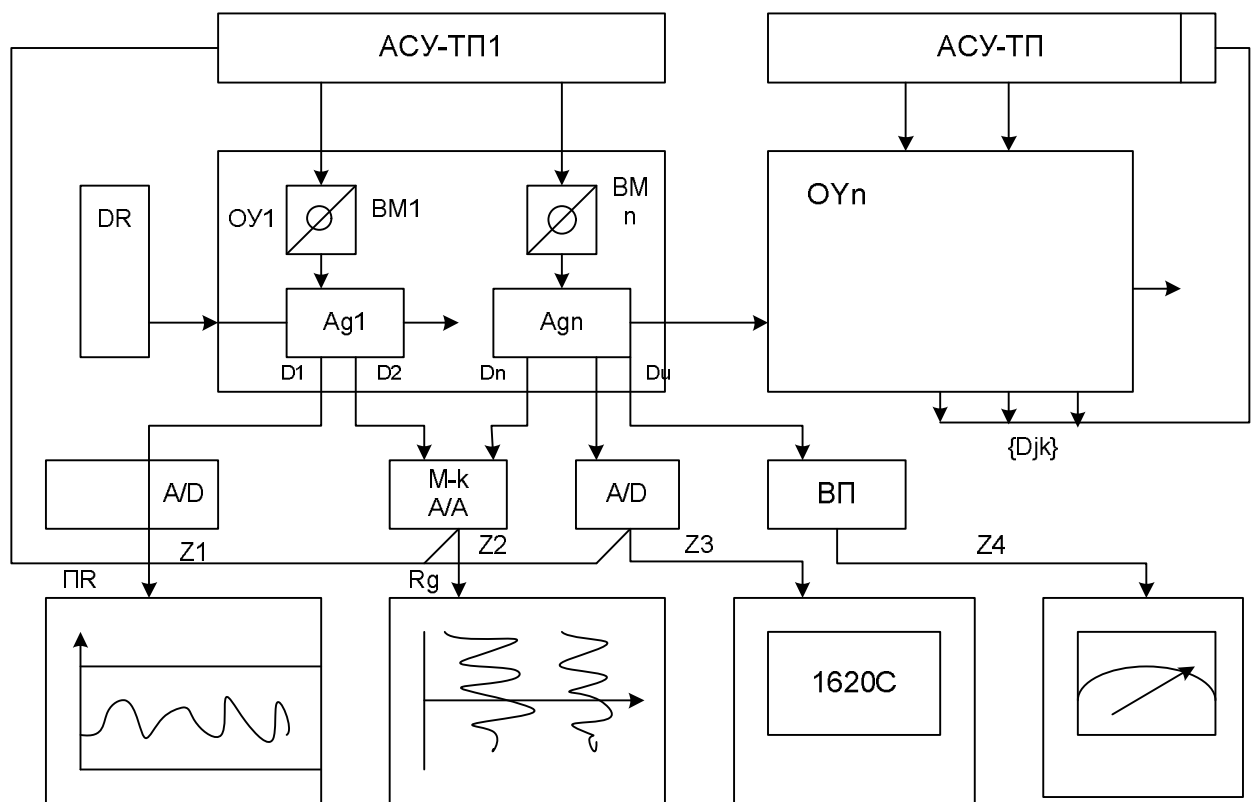 АСУ-ТП1
АСУ-ТП
DR
ОУ1
ВМ1
ВМ
n
OYn
Ag1
Agn
D1
D2
Dn
Du
{Djk}
A/D
M-k
A/A
A/D
ВП
Z1
Z2
Z3
Z4
ПR
Rg
1620C